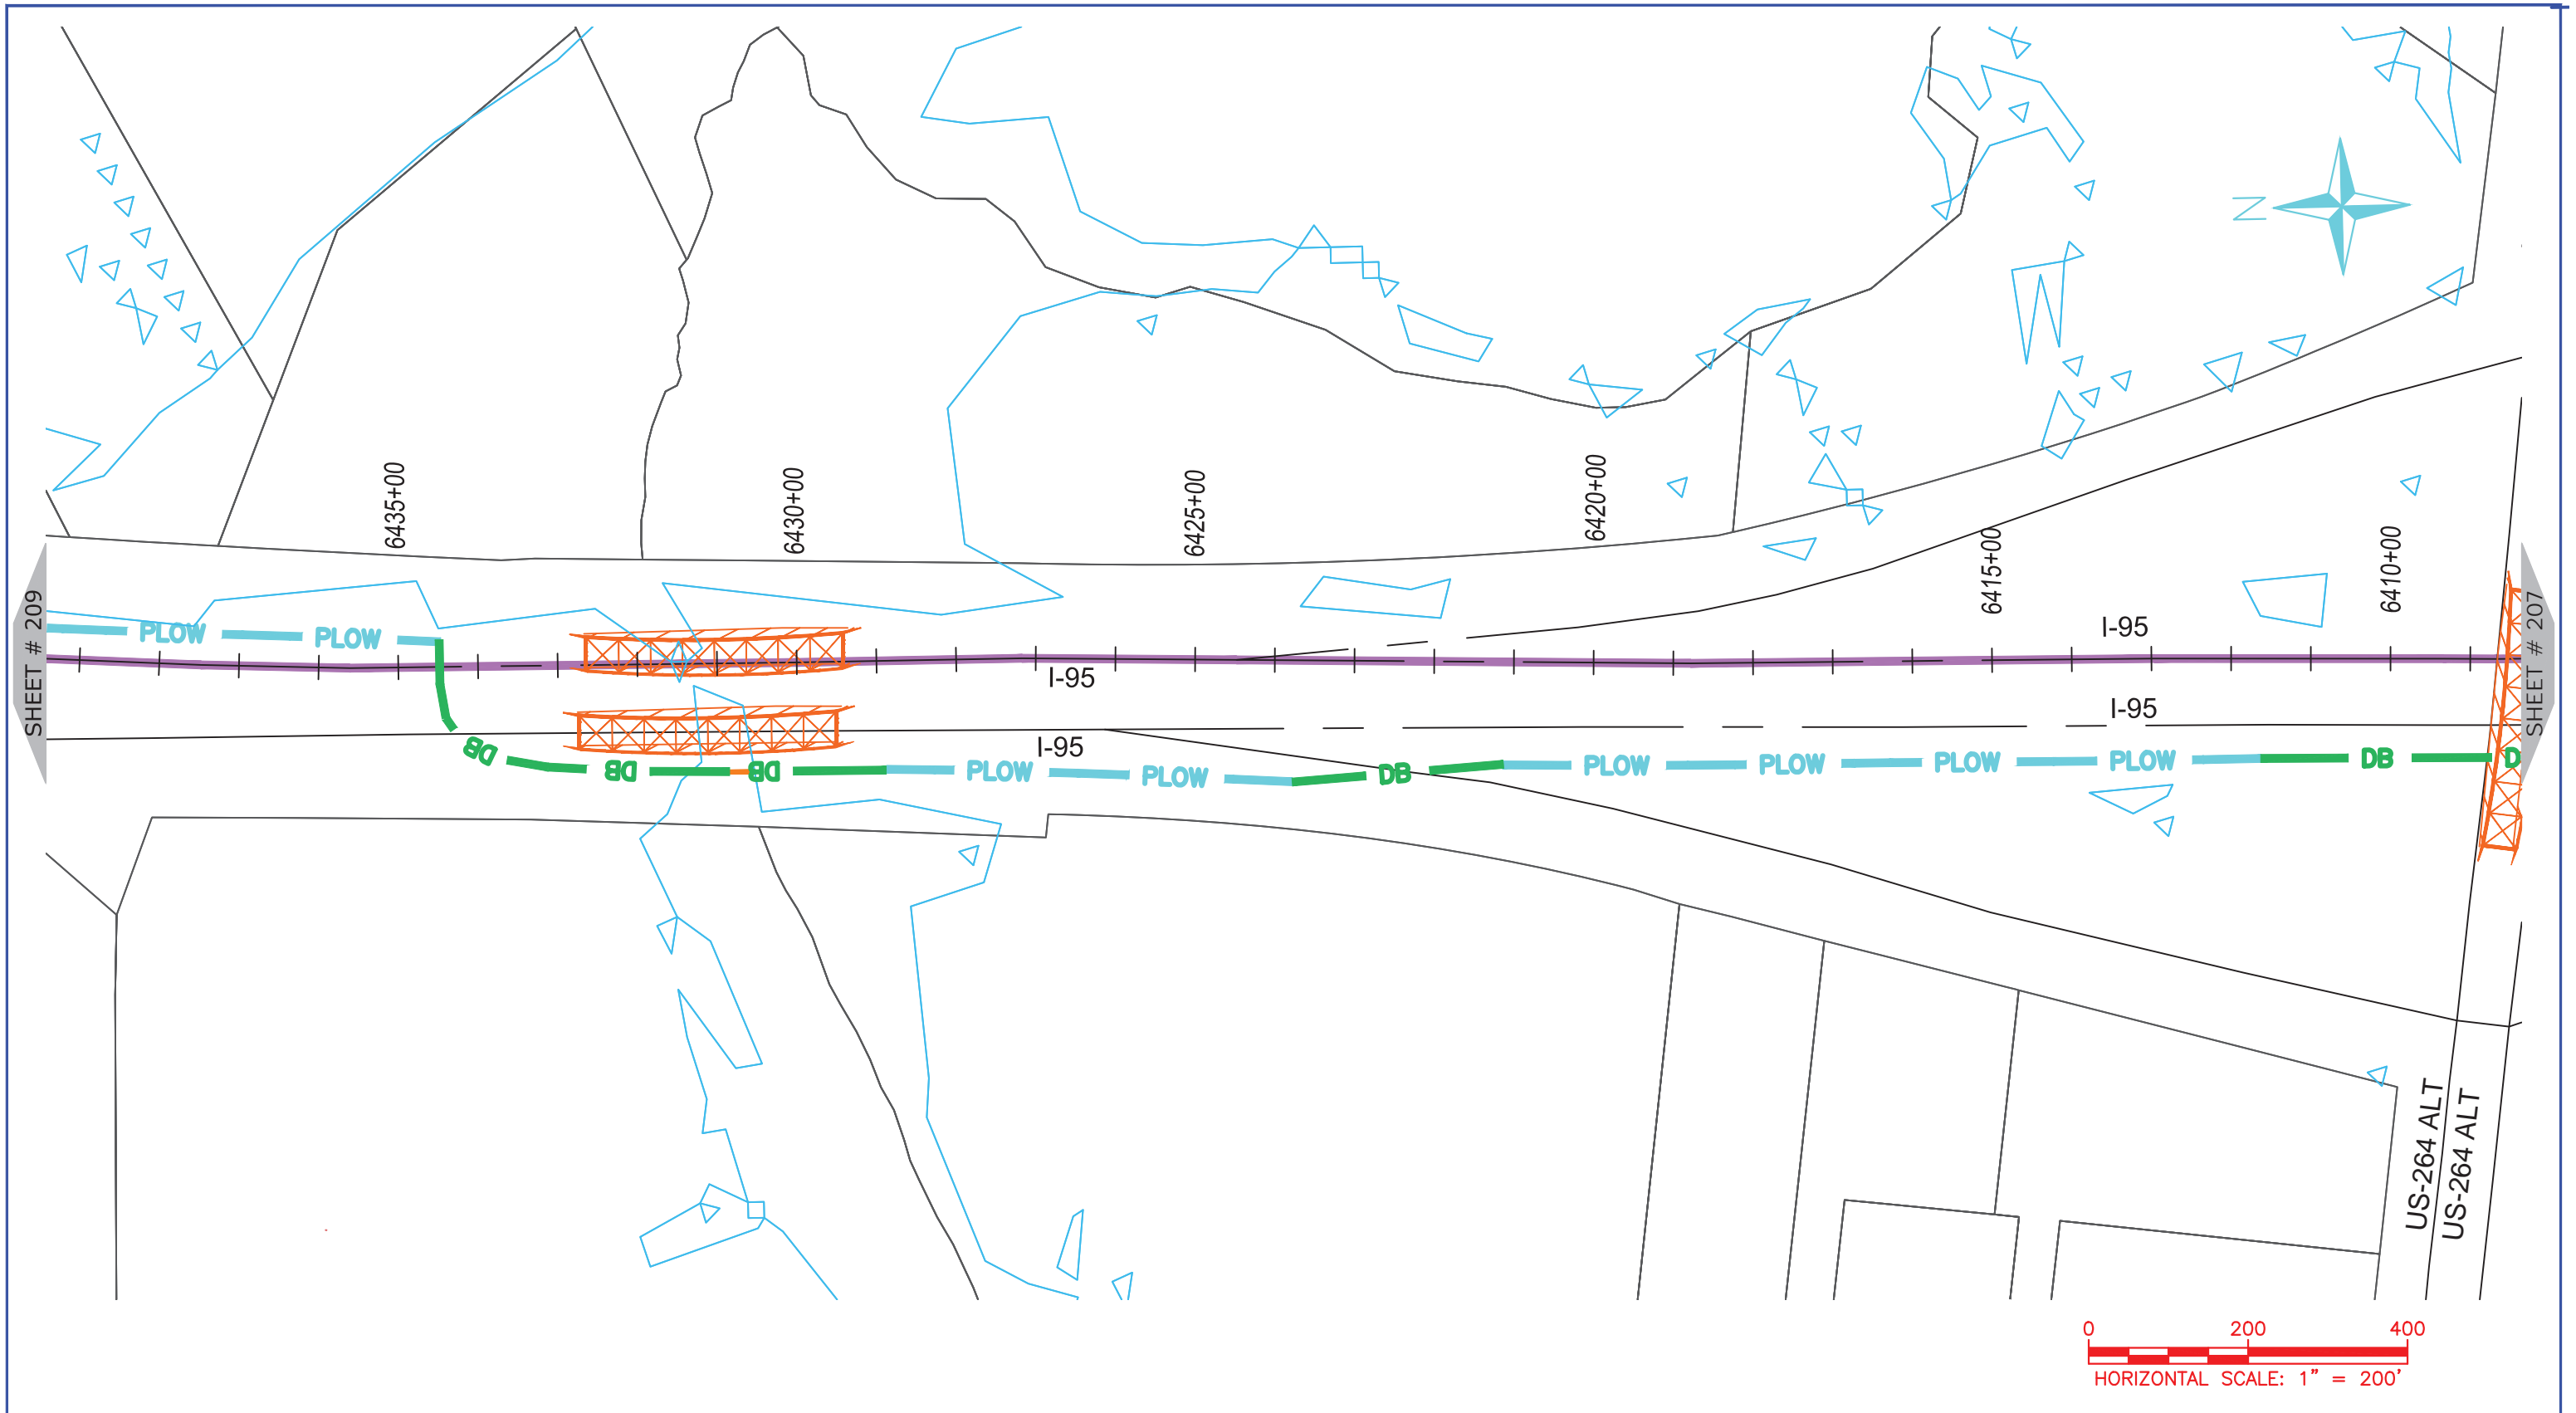 N
6435+00
6430+00
6425+00
6420+00
6415+00
6410+00
SHEET # 209
SHEET # 207
PLOW
PLOW
I-95
I-95
I-95
I-95
DB
DB
DB
PLOW
PLOW
DB
PLOW
PLOW
PLOW
PLOW
DB
D
US-264 ALT
US-264 ALT
0 200 400
HORIZONTAL SCALE: 1" = 200'